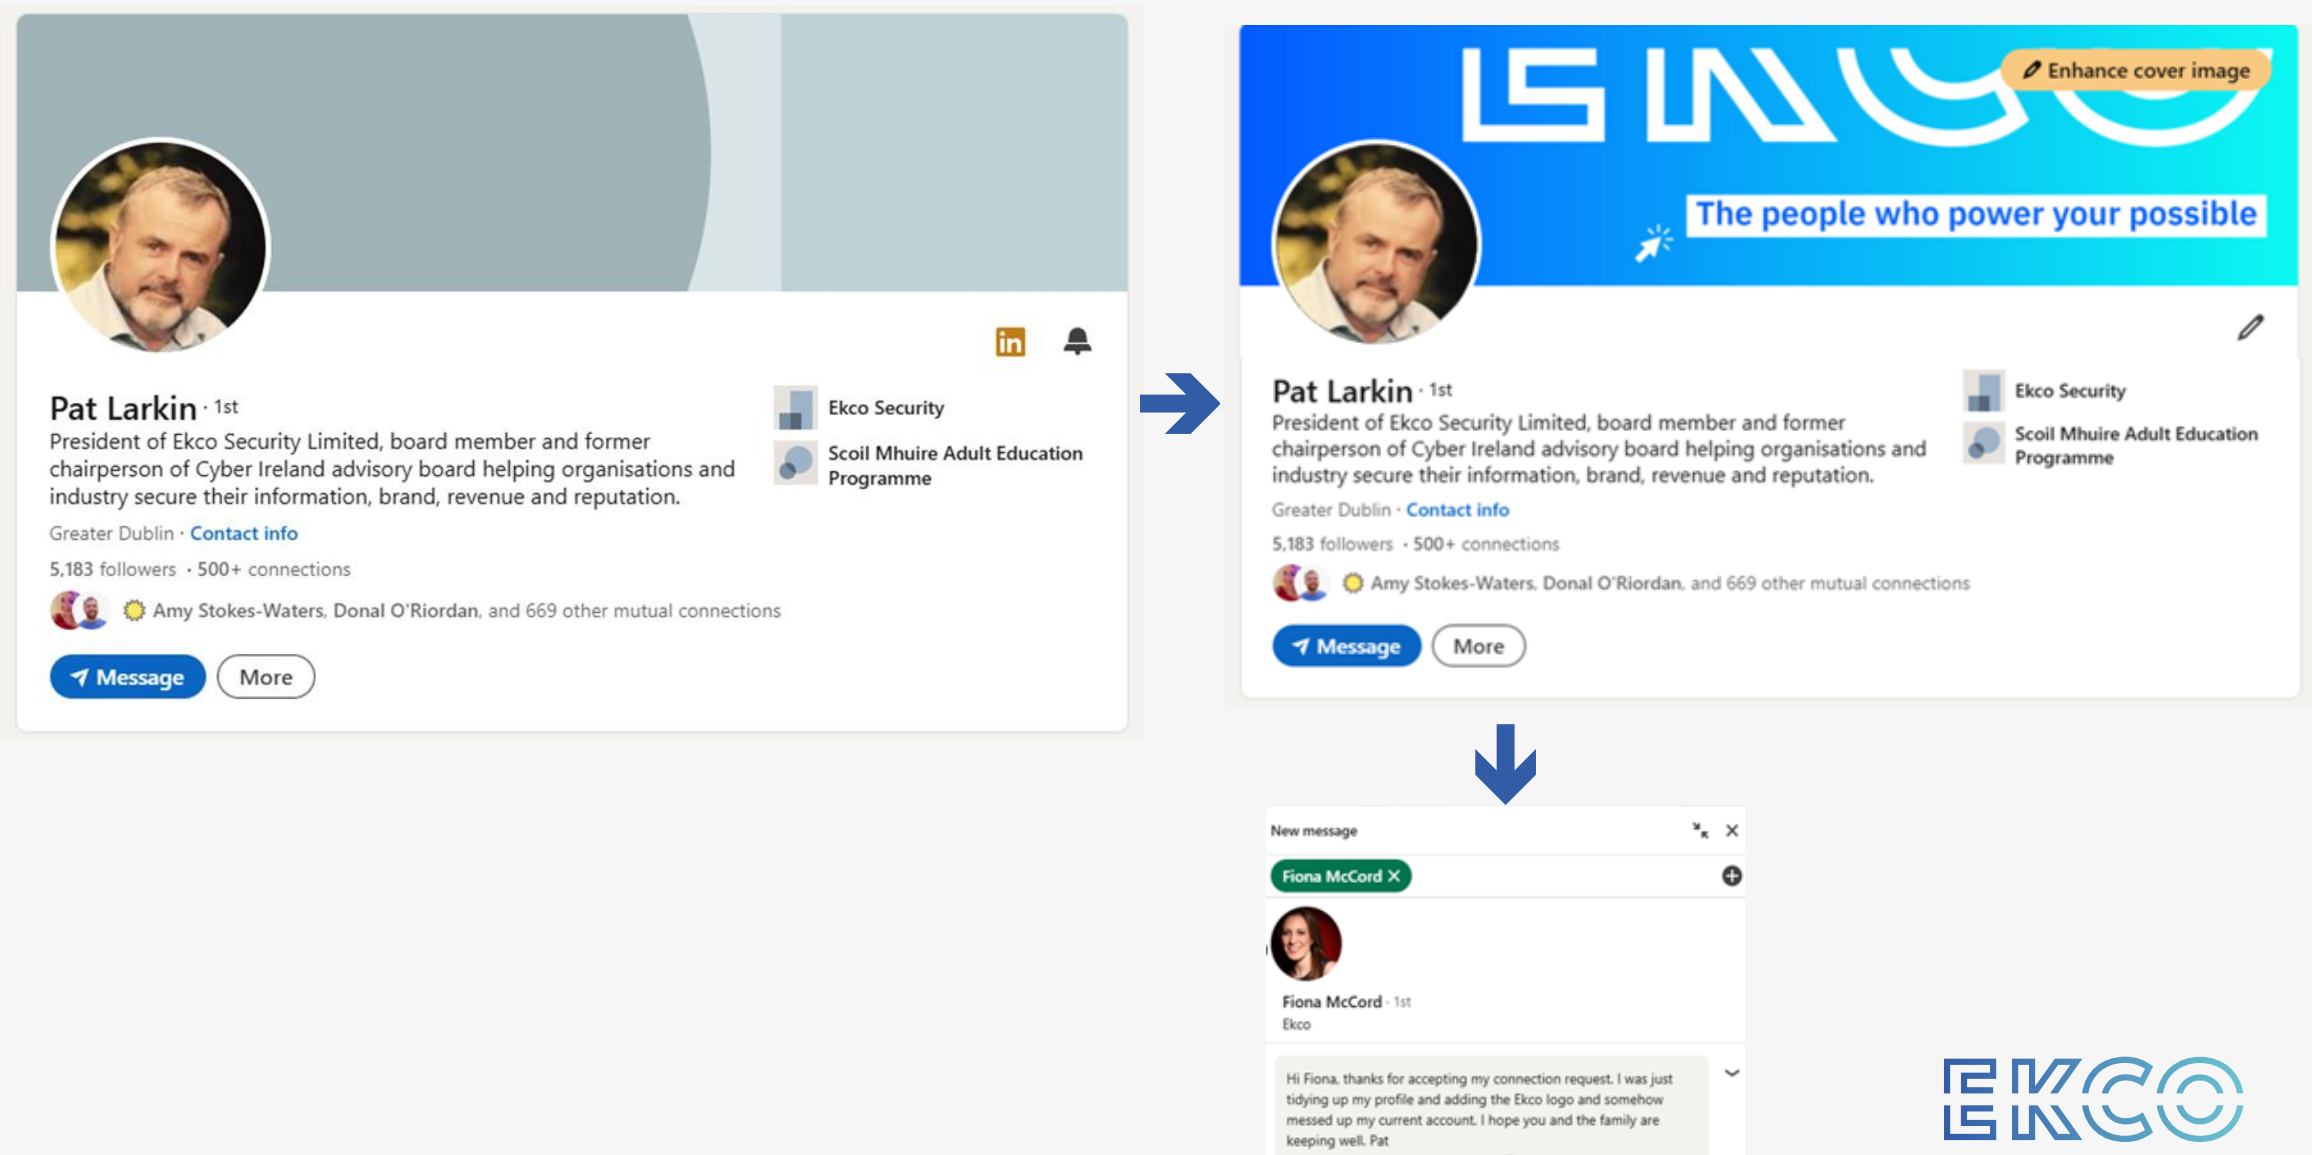 Pat Larkin · 1st
President of Ekco Security Limited, board member and former
chairperson of Cyber Ireland advisory board helping organisations and
industry secure their information, brand, revenue and reputation.
Greater Dublin · Contact info
5,183 followers · 500+ connections
Amy Stokes-Waters, Donal O'Riordan, and 669 other mutual connections
Message
More
in
Ekco Security
Scoil Mhuire Adult Education
Programme
EKCO
Enhance cover image
The people who power your possible
Pat Larkin · 1st
President of Ekco Security Limited, board member and former
chairperson of Cyber Ireland advisory board helping organisations and
industry secure their information, brand, revenue and reputation.
Greater Dublin · Contact info
5,183 followers · 500+ connections
Amy Stokes-Waters, Donal O'Riordan, and 669 other mutual connections
Message
More
Ekco Security
Scoil Mhuire Adult Education
Programme
New message
Fiona McCord
Fiona McCord · 1st
Ekco
Hi Fiona, thanks for accepting my connection request. I was just
tidying up my profile and adding the Ekco logo and somehow
messed up my current account. I hope you and the family are
keeping well. Pat
EKCO